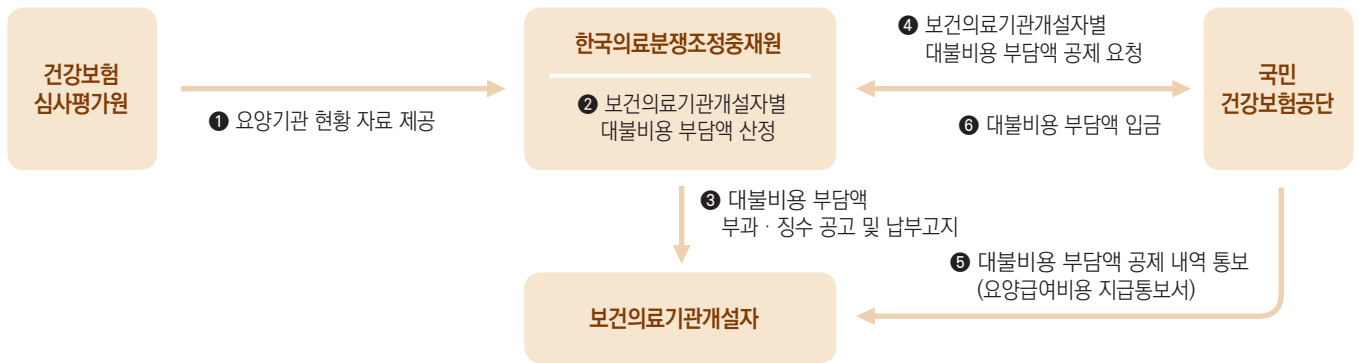 건강보험
심사평가원
❶ 요양기관 현황 자료 제공
한국의료분쟁조정중재원
❷ 보건의료기관개설자별
대불비용 부담액 산정
❹ 보건의료기관개설자별
대불비용 부담액 공제 요청
❻ 대불비용 부담액 입금
국민
건강보험공단
❸ 대불비용 부담액
부과 · 징수 공고 및 납부고지
❺ 대불비용 부담액 공제 내역 통보
(요양급여비용 지급통보서)
보건의료기관개설자